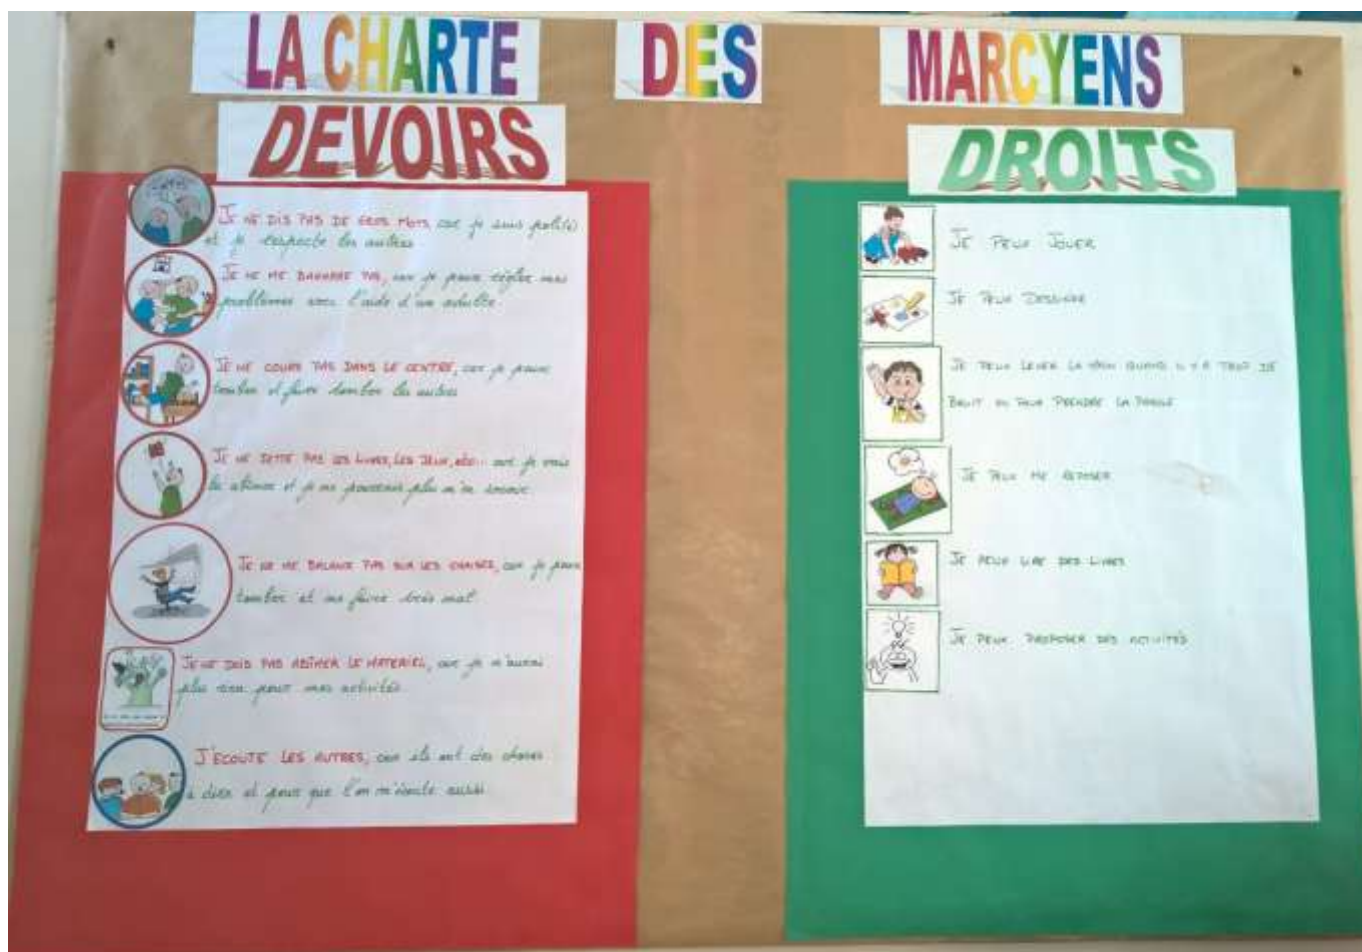 LA CHARTE DES MARCYENS
DEVOIRS
JE NE DIS PAS DE GROS MOTS, car je suis poli(e)
et je respecte les autres.
JE NE ME BAGARRE PAS, car je peux régler mes
problèmes avec l'aide d'un adulte.
JE NE COURS PAS DANS LE CENTRE, car je peux
tomber et faire tomber les autres
JE NE JETTE PAS LES LIVRES, LES JEUX, etc... car je vais
les abîmer et je ne pourrais plus m'en servir.
JE NE ME BALANCE PAS SUR LES CHAISES, car je peux
tomber et me faire très mal.
JE NE DOIS PAS ABÎMER LE MATERIEL, car je n'aurai
plus rien pour mes activités.
J'ECOUTE LES AUTRES, car ils ont des choses
à dire et pour que l'on m'écoute aussi.
DROITS
JE PEUX JOUER
JE PEUX DESSINER
JE PEUX LEVER LA MAIN QUAND IL Y A TROP DE
BRUIT OU POUR PRENDRE LA PAROLE
JE PEUX ME REPOSER
JE PEUX LIRE DES LIVRES
JE PEUX PROPOSER DES ACTIVITÉS